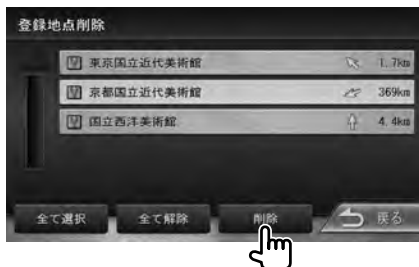 登録地点削除
東京国立近代美術館 1.7km
京都国立近代美術館 369km
国立西洋美術館 4.4km
全て選択 全て解除 削除 戻る